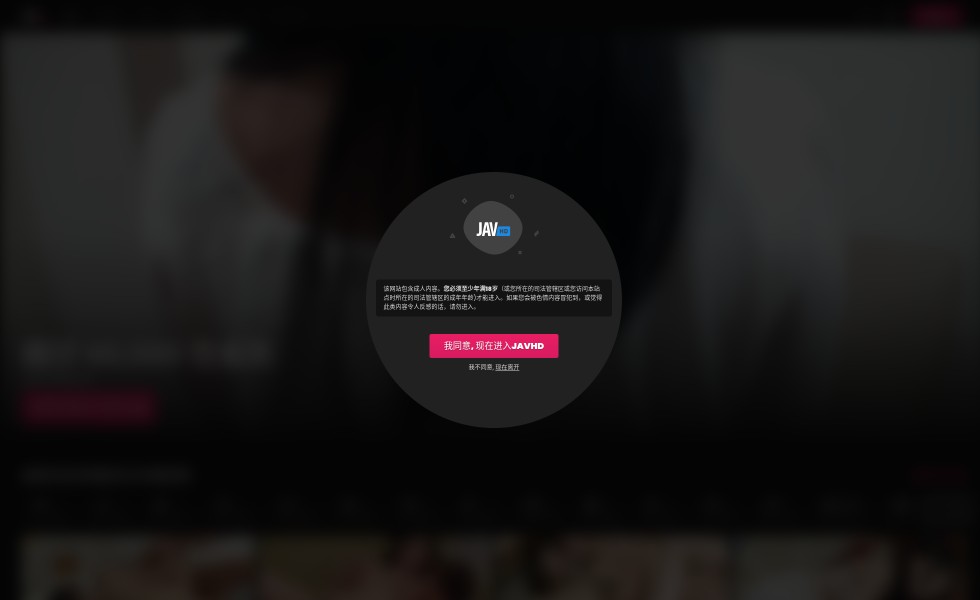 JAV HD
该网站包含成人内容。您必须至少年满18岁（或您所在的司法管辖区或您访问本站
点时所在的司法管辖区的成年年龄)才能进入。如果您会被色情内容冒犯到，或觉得
此类内容令人反感的话，请勿进入。
我同意, 现在进入JAVHD
我不同意, 现在离开